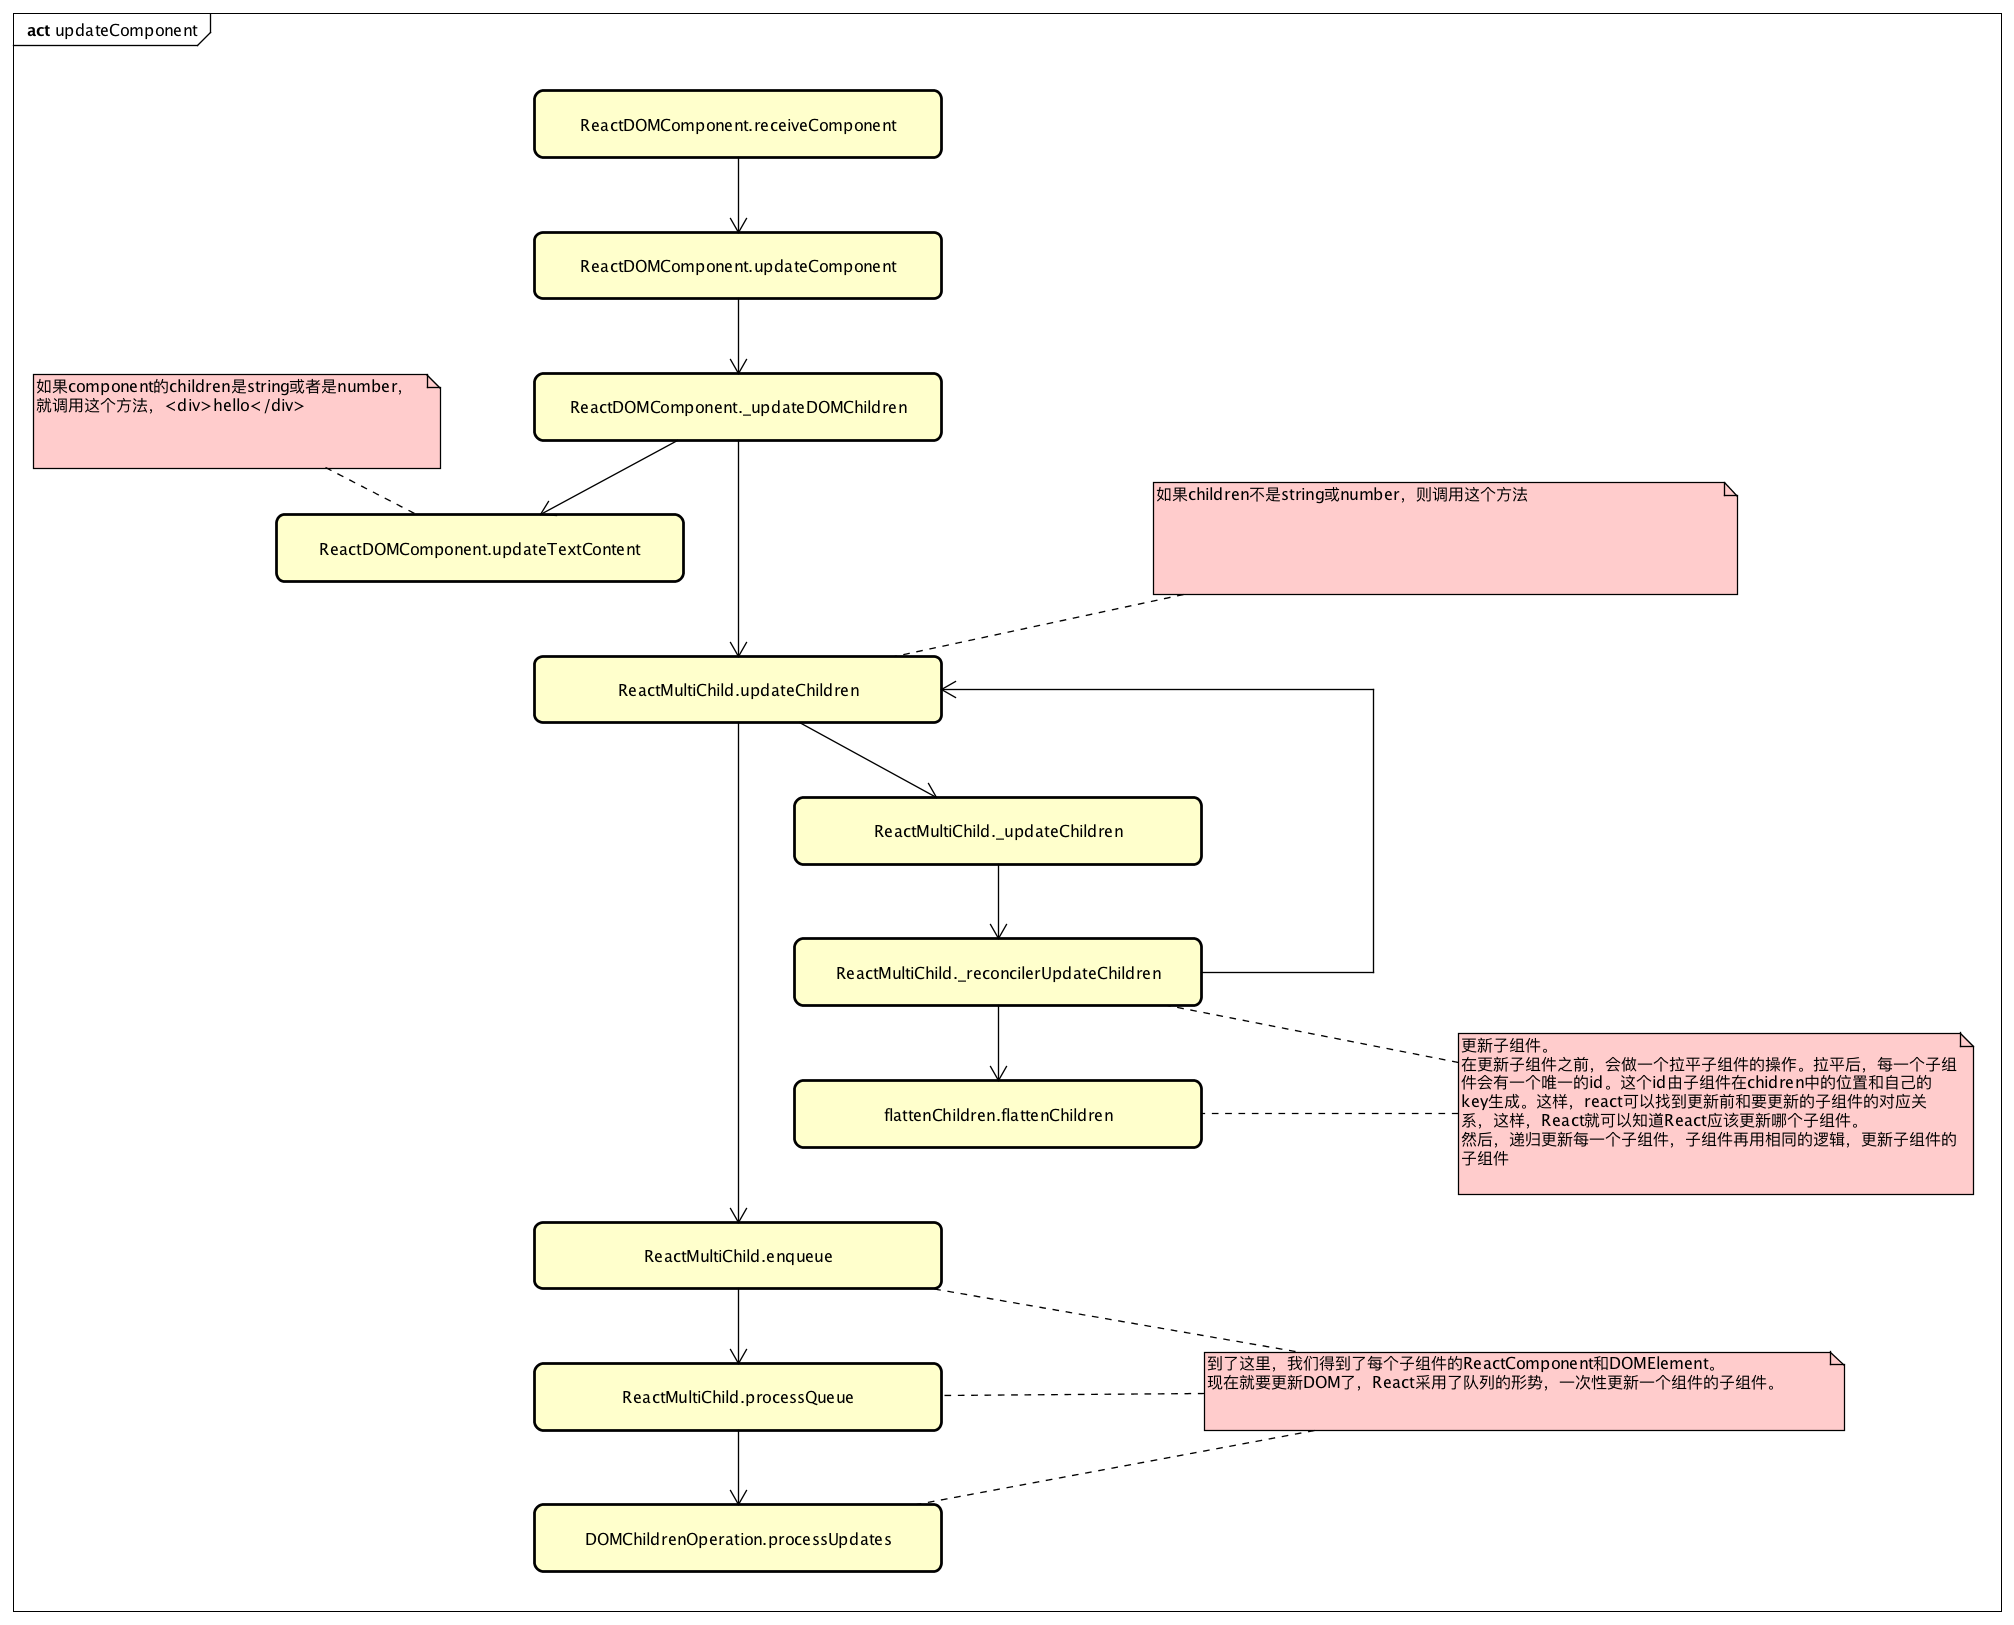 act updateComponent
ReactDOMComponent.receiveComponent
ReactDOMComponent.updateComponent
如果component的children是string或者是number，
就调用这个方法，<div>hello</div>
ReactDOMComponent._updateDOMChildren
ReactDOMComponent.updateTextContent
如果children不是string或number，则调用这个方法
ReactMultiChild.updateChildren
ReactMultiChild._updateChildren
ReactMultiChild._reconcilerUpdateChildren
更新子组件。
在更新子组件之前，会做一个拉平子组件的操作。拉平后，每一个子组
件会有一个唯一的id。这个id由子组件在chidren中的位置和自己的
key生成。这样，react可以找到更新前和要更新的子组件的对应关
系，这样，React就可以知道React应该更新哪个子组件。
然后，递归更新每一个子组件，子组件再用相同的逻辑，更新子组件的
子组件
flattenChildren.flattenChildren
ReactMultiChild.enqueue
到了这里，我们得到了每个子组件的ReactComponent和DOMElement。
现在就要更新DOM了，React采用了队列的形势，一次性更新一个组件的子组件。
ReactMultiChild.processQueue
DOMChildrenOperation.processUpdates